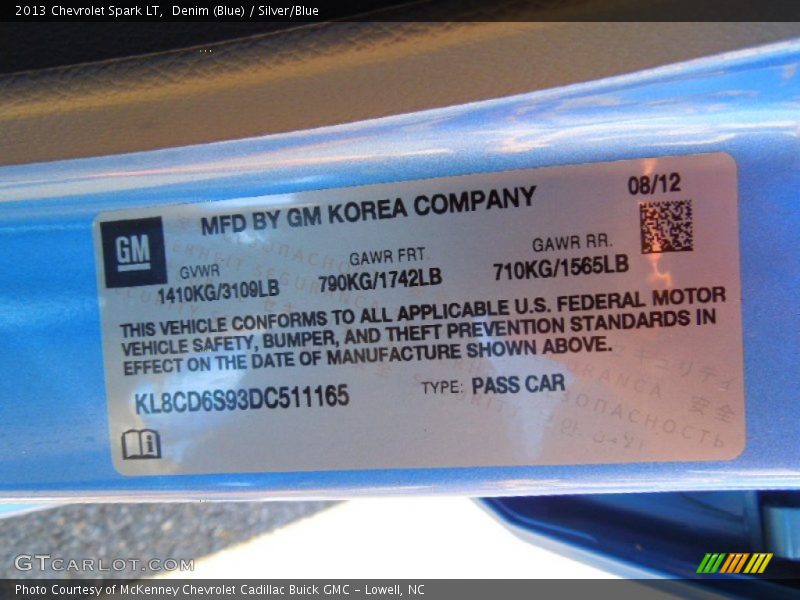 2013 Chevrolet Spark LT,  Denim (Blue) / Silver/Blue
MFD BY GM KOREA COMPANY
08/12
GM
GVWR
1410KG/3109LB
GAWR FRT
790KG/1742LB
GAWR RR.
710KG/1565LB
THIS VEHICLE CONFORMS TO ALL APPLICABLE U.S. FEDERAL MOTOR
VEHICLE SAFETY, BUMPER, AND THEFT PREVENTION STANDARDS IN
EFFECT ON THE DATE OF MANUFACTURE SHOWN ABOVE.
KL8CD6S93DC511165
TYPE: PASS CAR
GTCARLOT.COM
Photo Courtesy of McKenney Chevrolet Cadillac Buick GMC - Lowell, NC